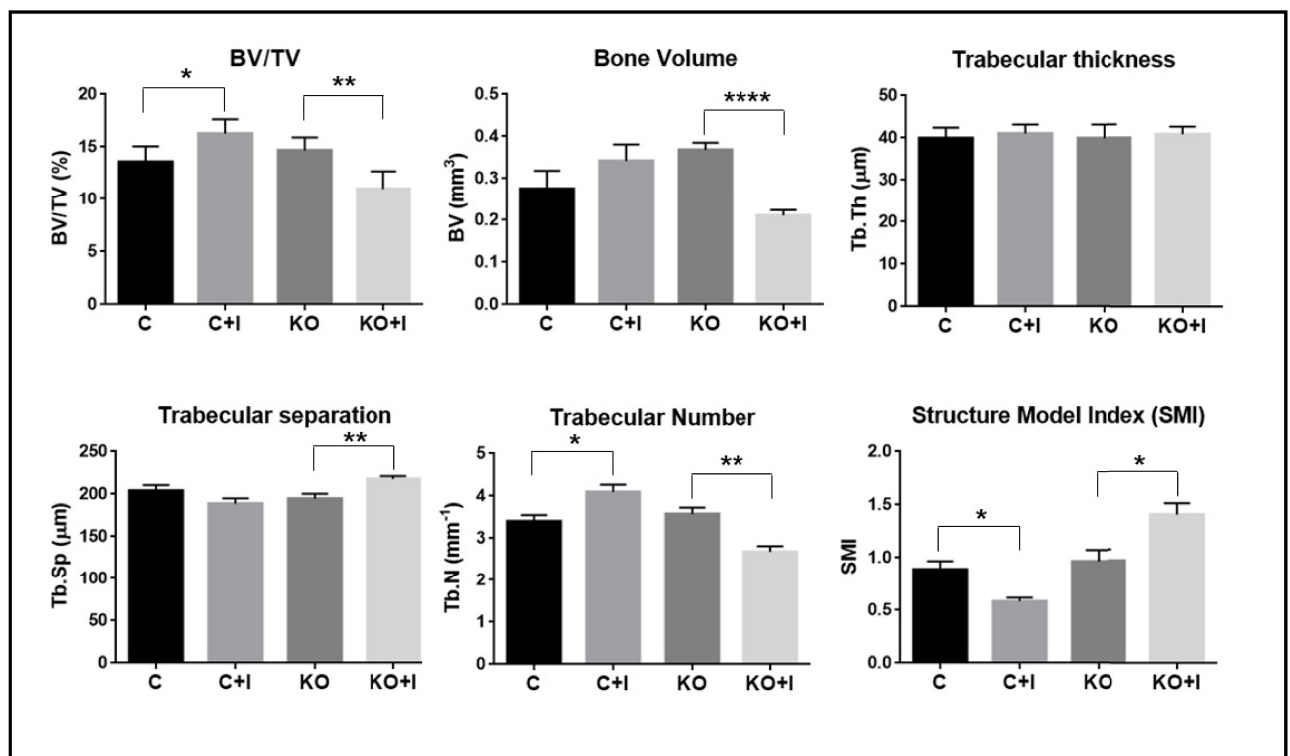 BV/TV
*
**
20
15
10
5
0
BV/TV (%)
C C+I KO KO+I
Bone Volume
****
0.5
0.4
0.3
0.2
0.1
0.0
BV (mm³)
C C+I KO KO+I
Trabecular thickness
50
40
30
20
10
0
Tb.Th (μm)
C C+I KO KO+I
Trabecular separation
**
250
200
150
100
50
0
Tb.Sp (μm)
C C+I KO KO+I
Trabecular Number
*
**
5
4
3
2
1
0
Tb.N (mm⁻¹)
C C+I KO KO+I
Structure Model Index (SMI)
*
*
2.0
1.5
1.0
0.5
0.0
SMI
C C+I KO KO+I